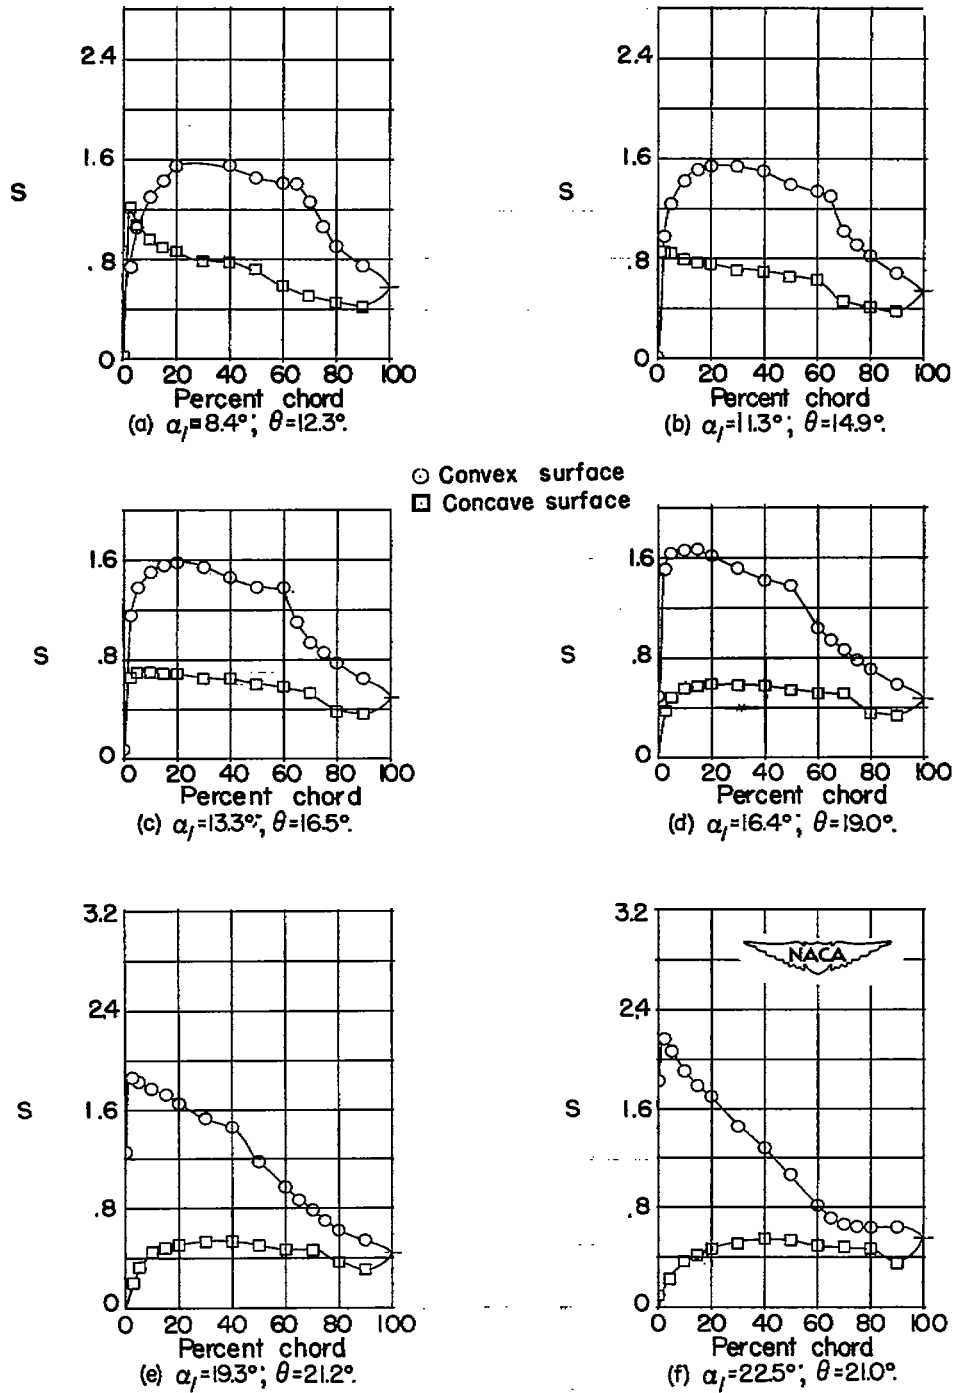 2.4
1.6
S
.8
0
0 20 40 60 80 100
Percent chord
(a) α₁=8.4°; θ=12.3°.
2.4
1.6
S
.8
0
0 20 40 60 80 100
Percent chord
(b) α₁=11.3°; θ=14.9°.
Convex surface
Concave surface
1.6
S
.8
0
0 20 40 60 80 100
Percent chord
(c) α₁=13.3°; θ=16.5°.
1.6
S
.8
0
0 20 40 60 80 100
Percent chord
(d) α₁=16.4°; θ=19.0°.
3.2
2.4
1.6
S
.8
0
0 20 40 60 80 100
Percent chord
(e) α₁=19.3°; θ=21.2°.
3.2
NACA
2.4
1.6
S
.8
0
0 20 40 60 80 100
Percent chord
(f) α₁=22.5°; θ=21.0°.